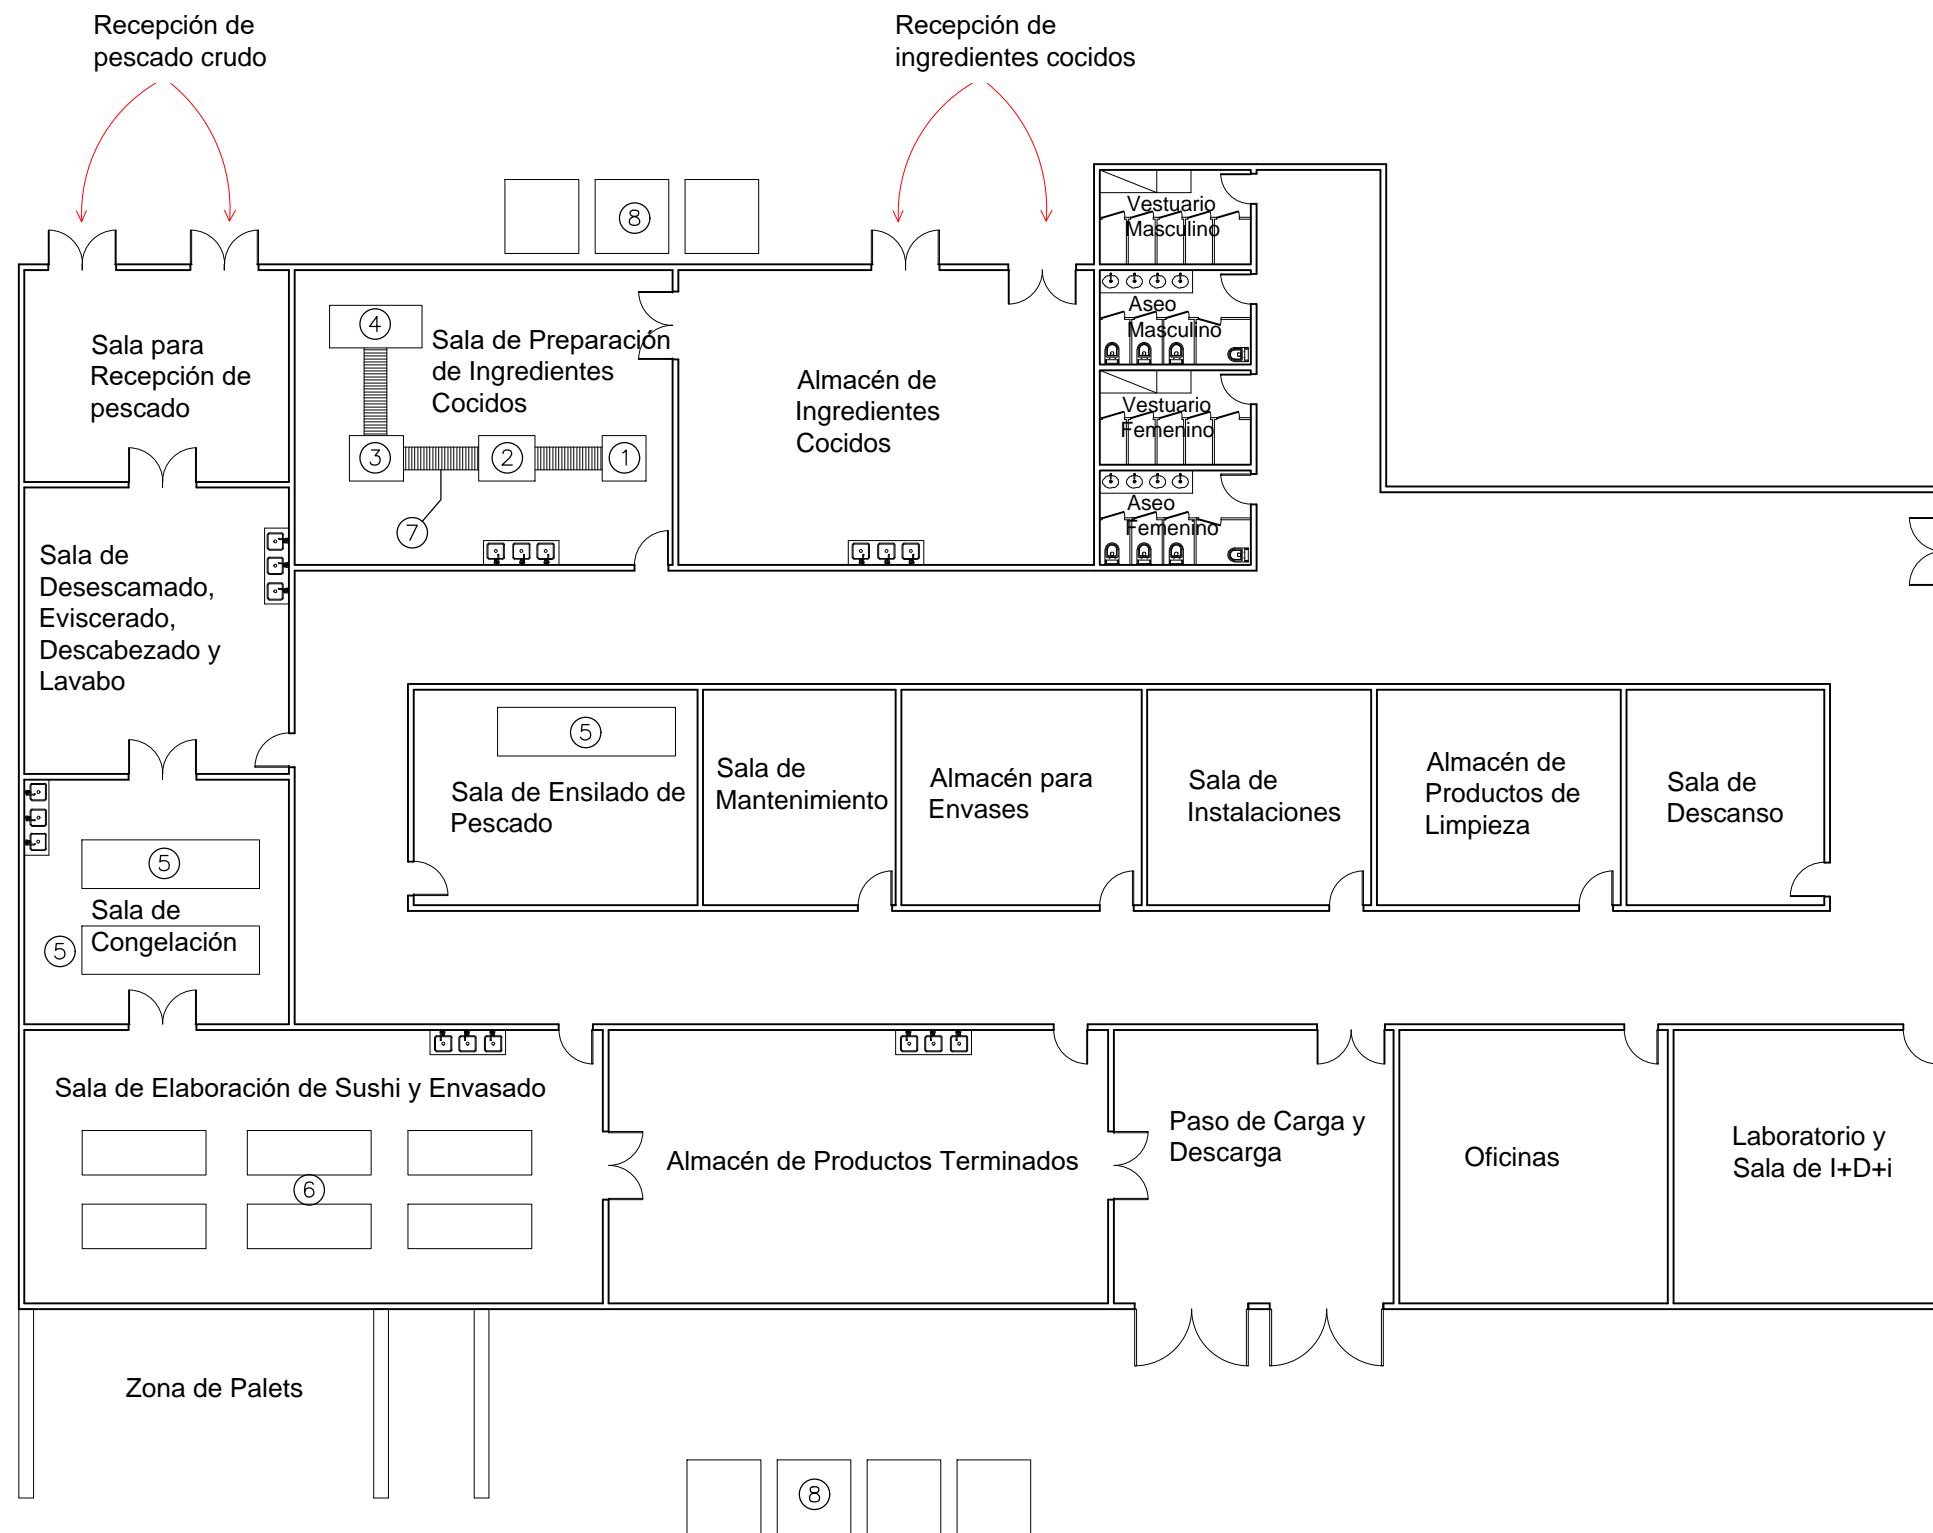 Recepción de
pescado crudo
Recepción de
ingredientes cocidos
8
Vestuario
Masculino
Aseo
Masculino
Vestuario
Femenino
Aseo
Femenino
Sala para
Recepción de
pescado
4
Sala de Preparación
de Ingredientes
Cocidos
3
2
1
7
Almacén de
Ingredientes
Cocidos
Sala de
Desescamado,
Eviscerado,
Descabezado y
Lavabo
5
Sala de Ensilado de
Pescado
Sala de
Mantenimiento
Almacén para
Envases
Sala de
Instalaciones
Almacén de
Productos de
Limpieza
Sala de
Descanso
5
Sala de
Congelación
5
Sala de Elaboración de Sushi y Envasado
6
Almacén de Productos Terminados
Paso de Carga y
Descarga
Oficinas
Laboratorio y
Sala de I+D+i
Zona de Palets
8